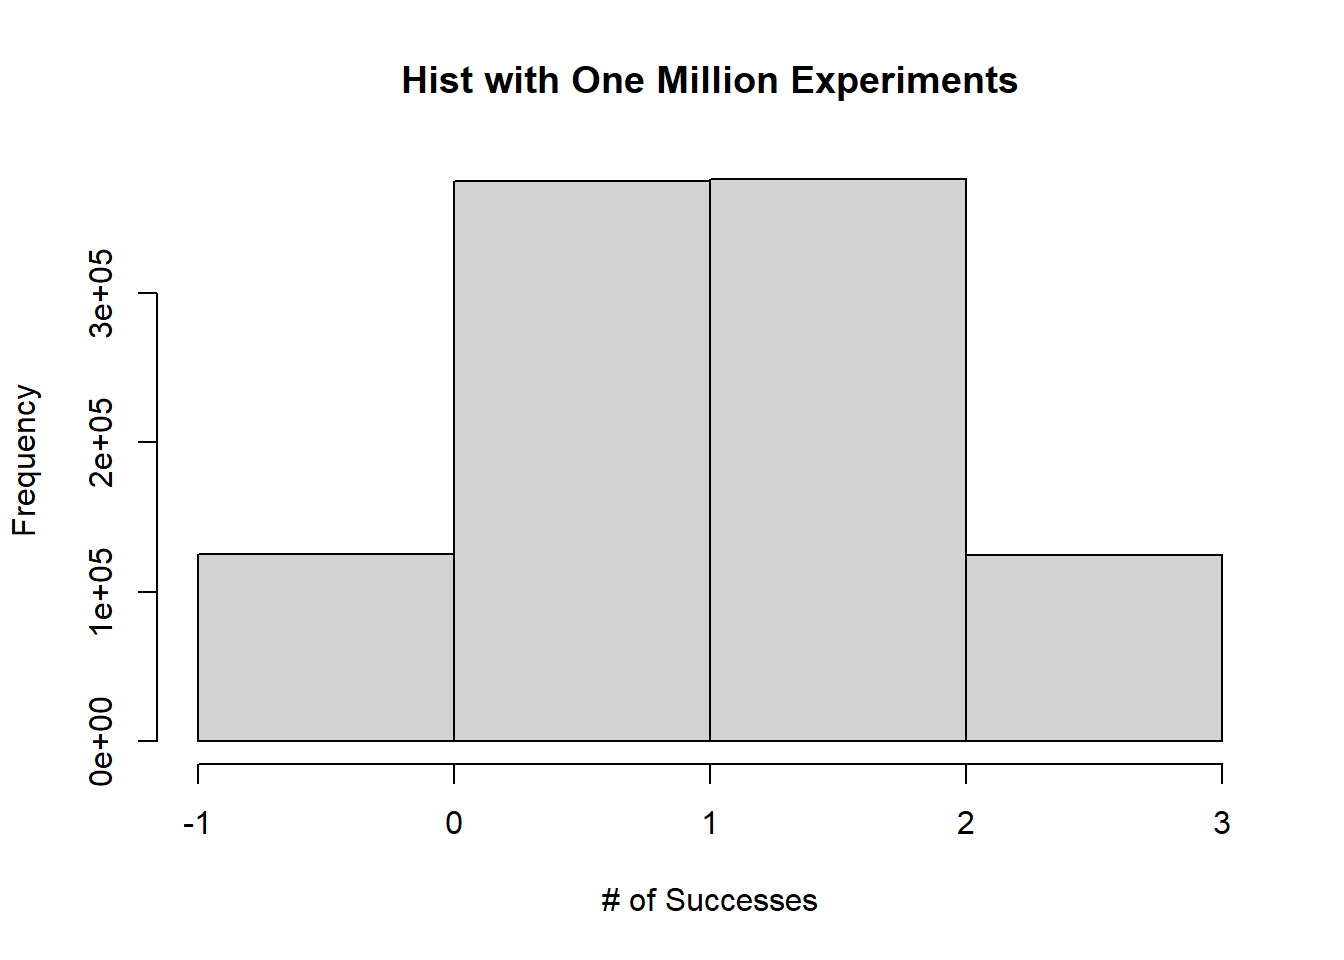 Hist with One Million Experiments
Frequency
3e+05
2e+05
1e+05
0e+00
-1 0 1 2 3
# of Successes